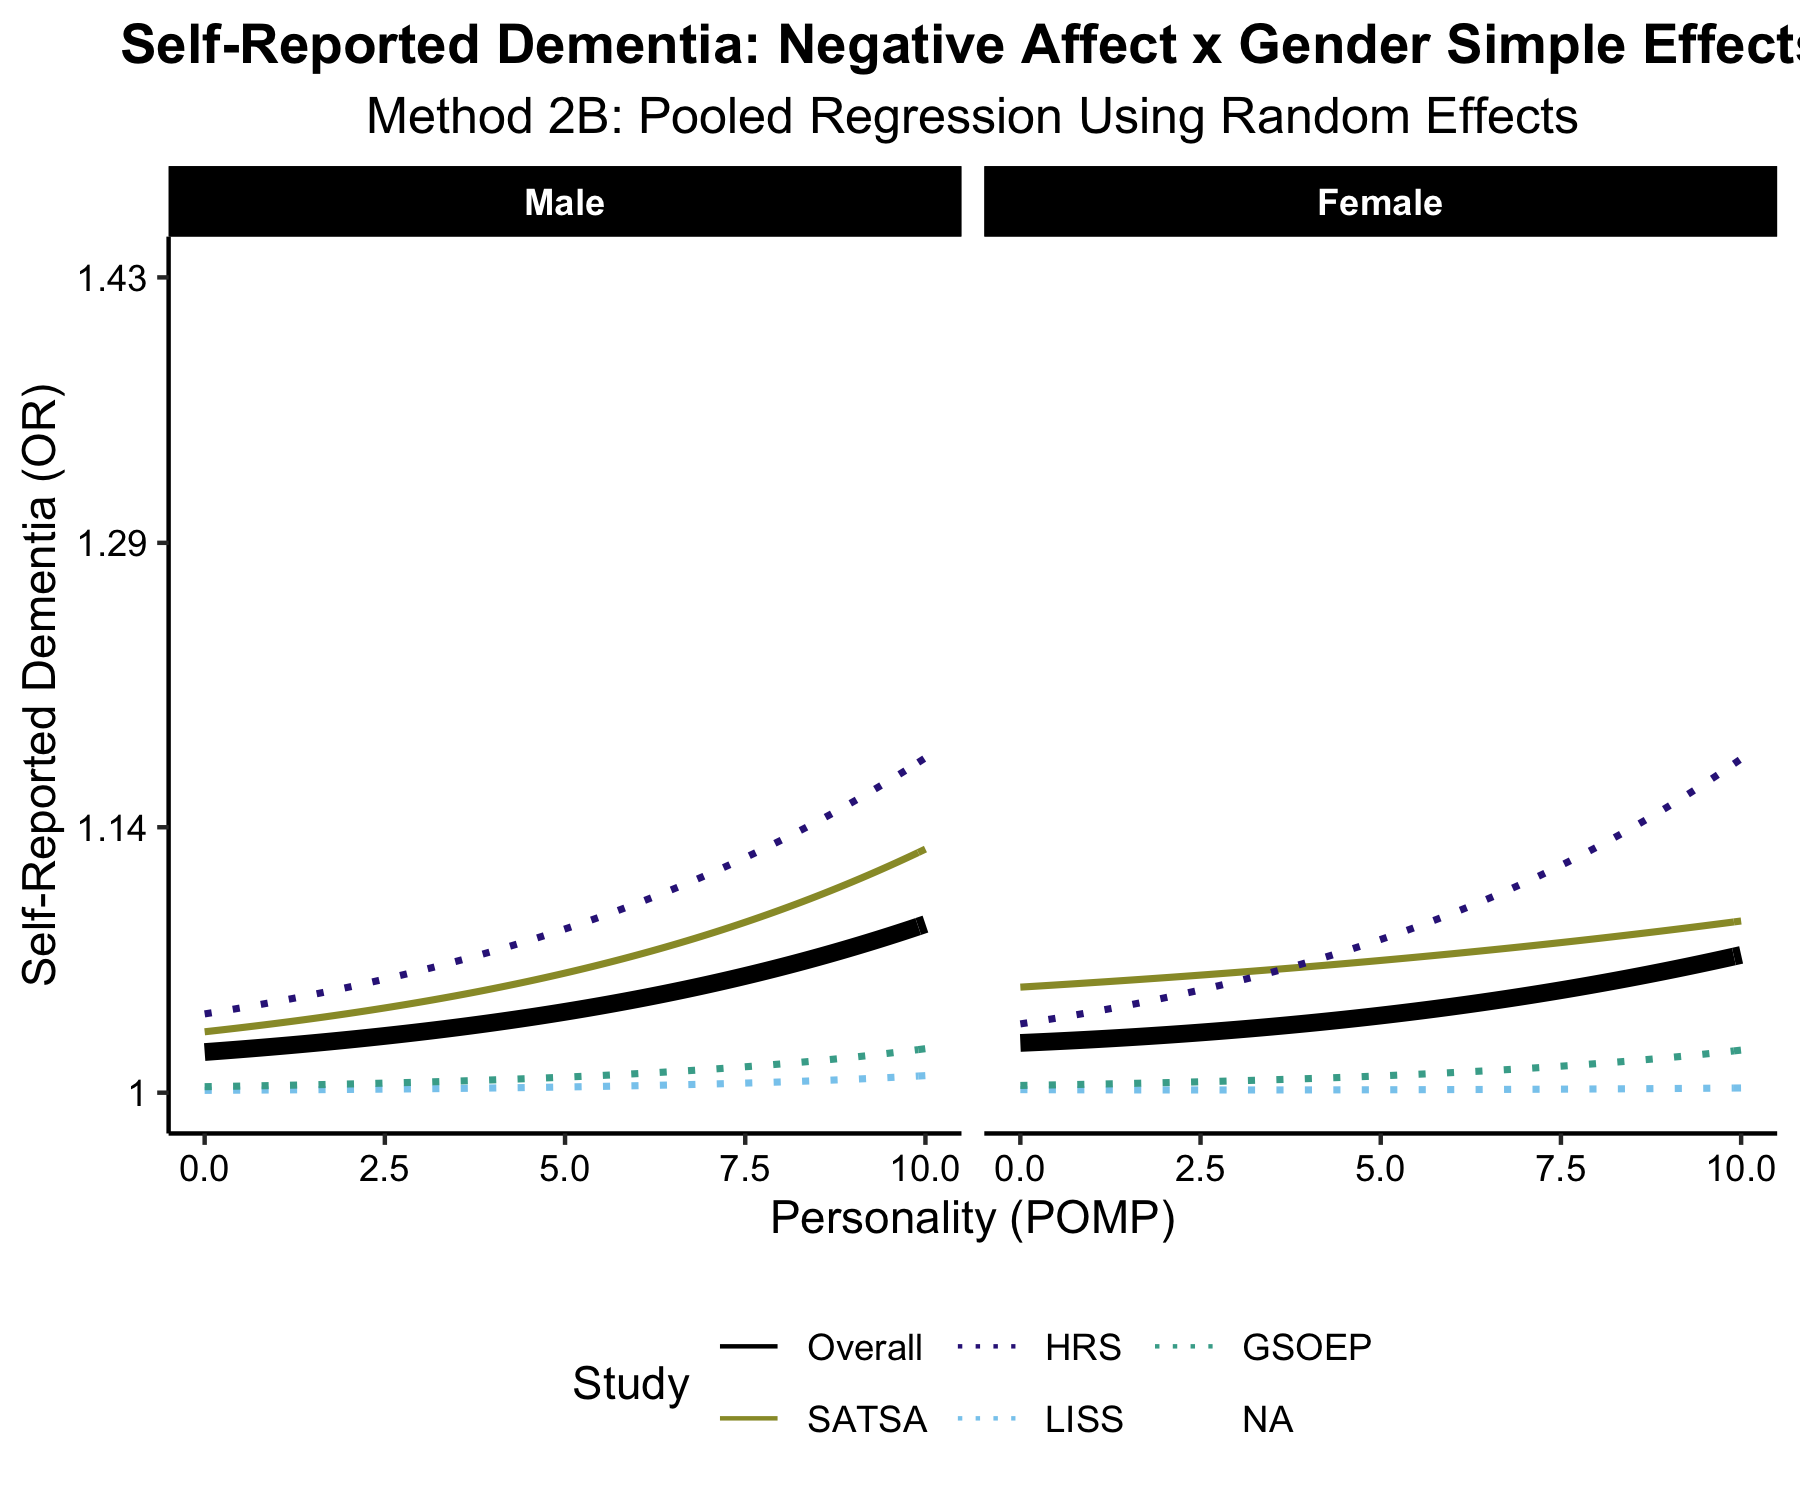 Self-Reported Dementia: Negative Affect x Gender Simple Effects
Method 2B: Pooled Regression Using Random Effects
Male
Female
Self-Reported Dementia (OR)
1.43
1.29
1.14
1
0.0 2.5 5.0 7.5 10.0 0.0 2.5 5.0 7.5 10.0
Personality (POMP)
Study
Overall HRS GSOEP
SATSA LISS NA